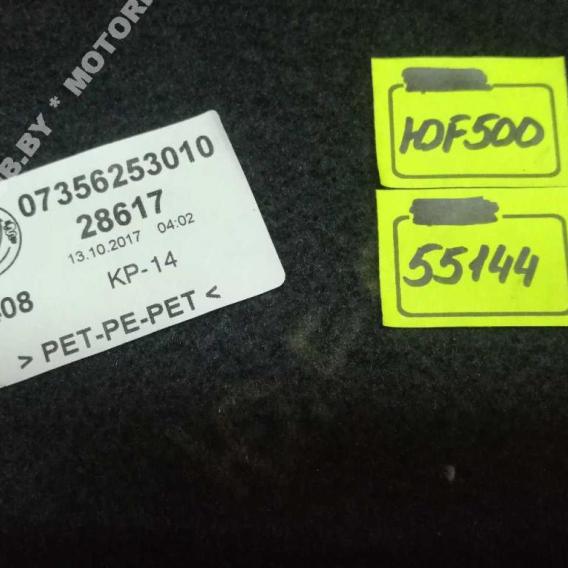 B.BY * MOTOR
07356253010
28617
13.10.2017 04:02
KP-14
08
> PET-PE-PET <
ЮF500
55144